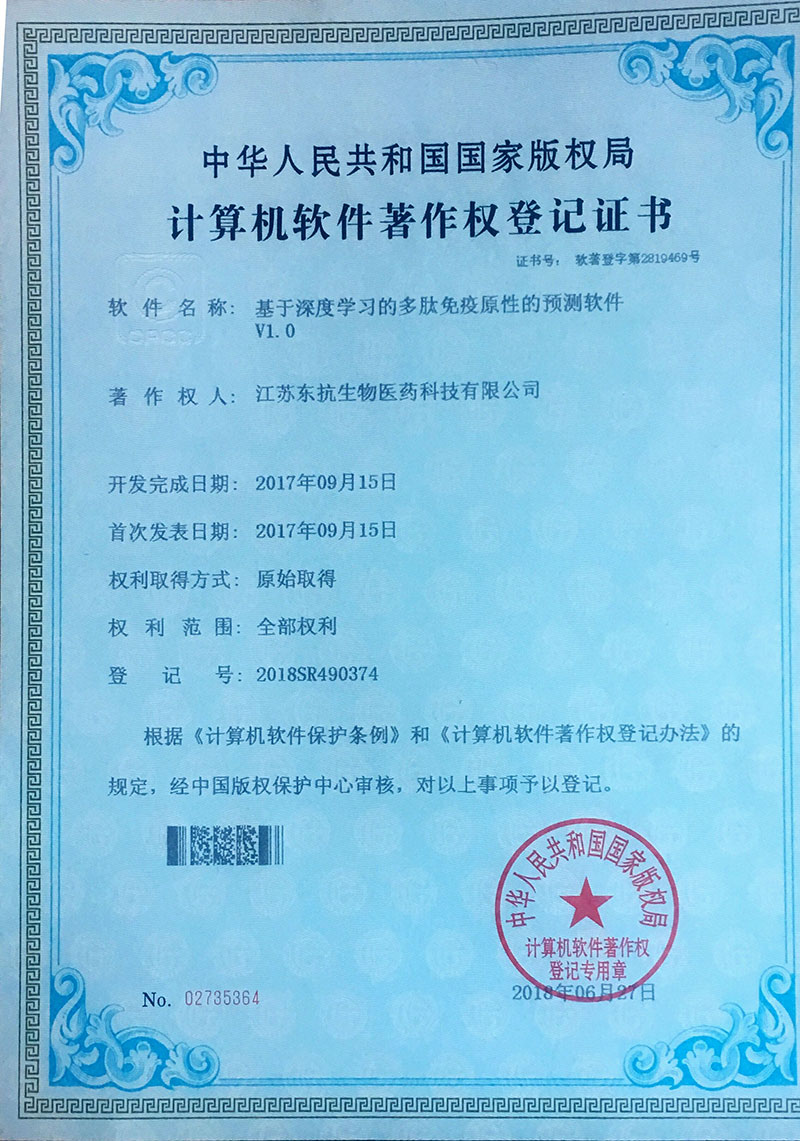 中华人民共和国国家版权局
计算机软件著作权登记证书
证书号： 软著登字第2819469号
软件名称： 基于深度学习的多肽免疫原性的预测软件
V1.0
著作权人： 江苏东抗生物医药科技有限公司
开发完成日期： 2017年09月15日
首次发表日期： 2017年09月15日
权利取得方式： 原始取得
权利范围： 全部权利
登记号： 2018SR490374
根据《计算机软件保护条例》和《计算机软件著作权登记办法》的
规定，经中国版权保护中心审核，对以上事项予以登记。
中华人民共和国国家版权局
计算机软件著作权
登记专用章
No. 02735364
2018年06月27日